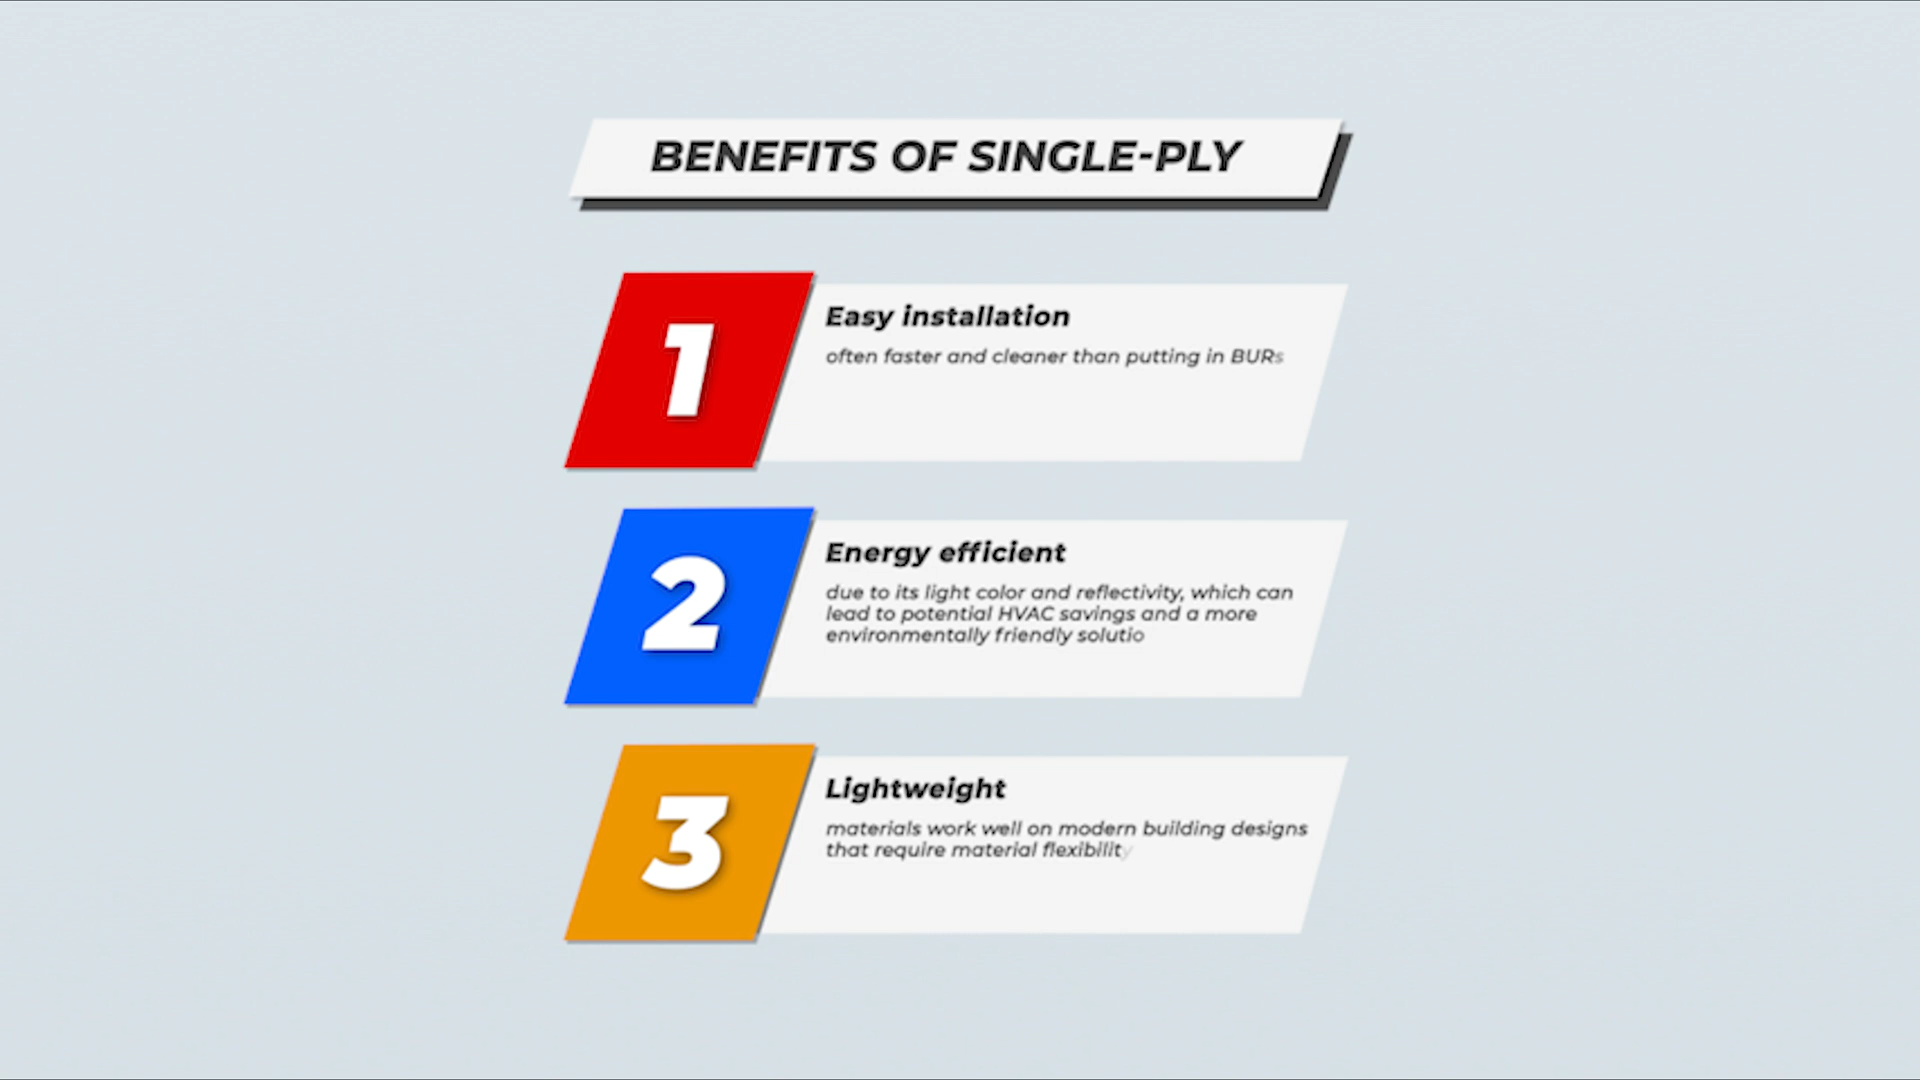 BENEFITS OF SINGLE-PLY
1
Easy installation
often faster and cleaner than putting in BURs
2
Energy efficient
due to its light color and reflectivity, which can
lead to potential HVAC savings and a more
environmentally friendly solutio
3
Lightweight
materials work well on modern building designs
that require material flexibility